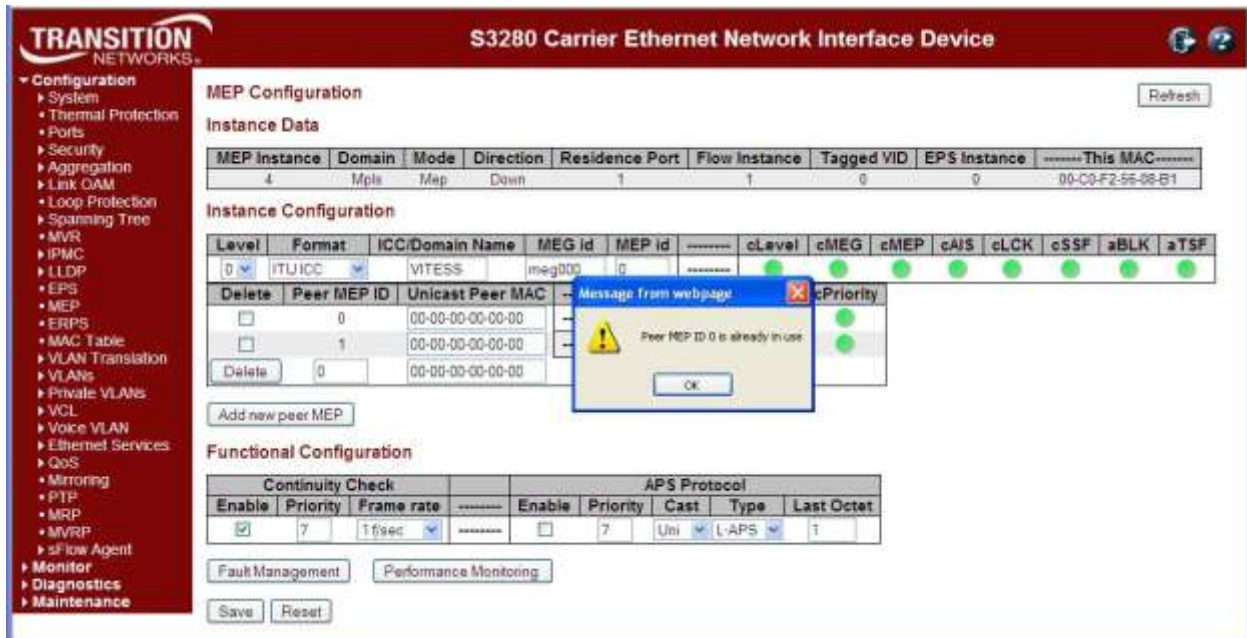 TRANSITION
NETWORKS
S3280 Carrier Ethernet Network Interface Device
Configuration
System
Thermal Protection
Ports
Security
Aggregation
Link OAM
Loop Protection
Spanning Tree
MVR
IPMC
LLDP
EPS
MEP
ERPS
MAC Table
VLAN Translation
VLANs
Private VLANs
VCL
Voice VLAN
Ethernet Services
QoS
Mirroring
PTP
MRP
MVRP
sFlow Agent
Monitor
Diagnostics
Maintenance
MEP Configuration
Refresh
Instance Data
MEP Instance Domain Mode Direction Residence Port Flow Instance Tagged VID EPS Instance -------This MAC-------
4 Mpls Mep Down 1 1 0 0 00-C0-F2-56-08-B1
Instance Configuration
Level Format ICC/Domain Name MEG id MEP id -------- cLevel cMEG cMEP cAIS cLCK cSSF aBLK aTSF
0 ITU ICC VITESS meg000 0 --------
Delete Peer MEP ID Unicast Peer MAC -- cPriority
0 00-00-00-00-00-00 --
1 00-00-00-00-00-00 --
Delete 0 00-00-00-00-00-00
Message from webpage
Peer MEP ID 0 is already in use
OK
Add new peer MEP
Functional Configuration
Continuity Check APS Protocol
Enable Priority Frame rate -------- Enable Priority Cast Type Last Octet
7 1 f/sec -------- 7 Uni L-APS 1
Fault Management Performance Monitoring
Save Reset